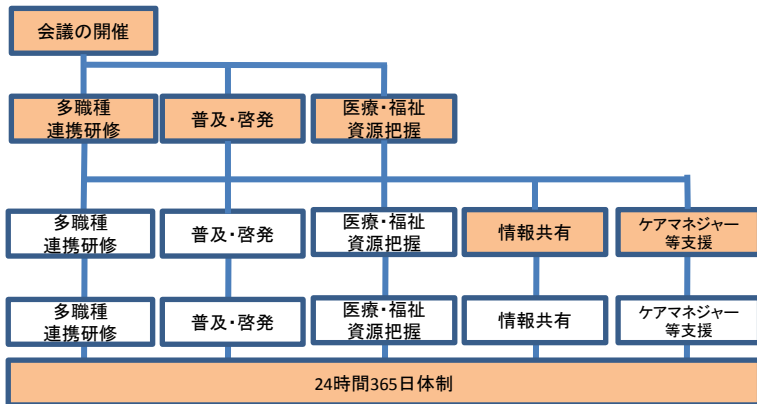 会議の開催
多職種
連携研修
普及・啓発
医療・福祉
資源把握
多職種
連携研修
普及・啓発
医療・福祉
資源把握
情報共有
ケアマネジャー
等支援
多職種
連携研修
普及・啓発
医療・福祉
資源把握
情報共有
ケアマネジャー
等支援
24時間365日体制